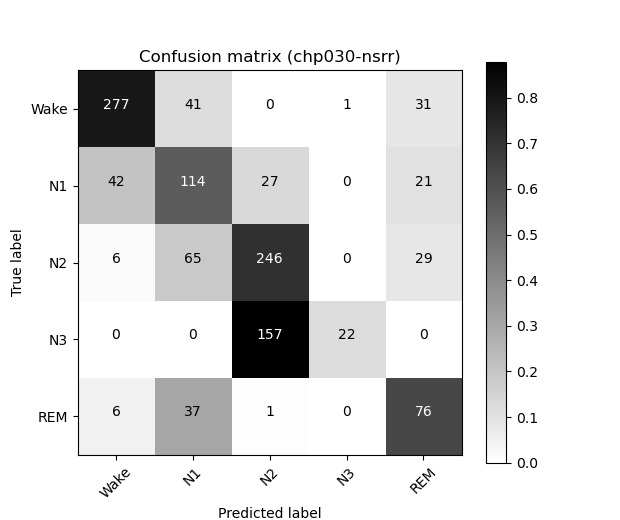 Confusion matrix (chp030-nsrr)
Wake 277 41 0 1 31
N1 42 114 27 0 21
N2 6 65 246 0 29
N3 0 0 157 22 0
REM 6 37 1 0 76
Wake N1 N2 N3 REM
Predicted label
True label
0.8
0.7
0.6
0.5
0.4
0.3
0.2
0.1
0.0